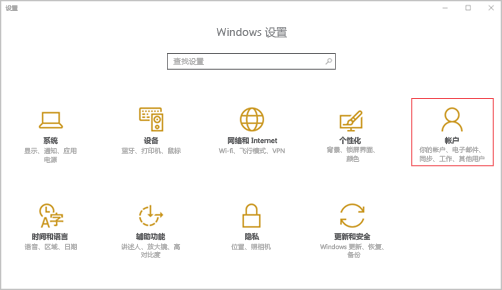 设置
Windows 设置
查找设置
系统
显示、通知、应用
电源
设备
蓝牙、打印机、鼠标
网络和 Internet
Wi-Fi、飞行模式、VPN
个性化
背景、锁屏界面、
颜色
帐户
你的帐户、电子邮件、
同步、工作、其他用户
时间和语言
语言、区域、日期
辅助功能
讲述人、放大镜、高
对比度
隐私
位置、照相机
更新和安全
Windows 更新、恢复、
备份